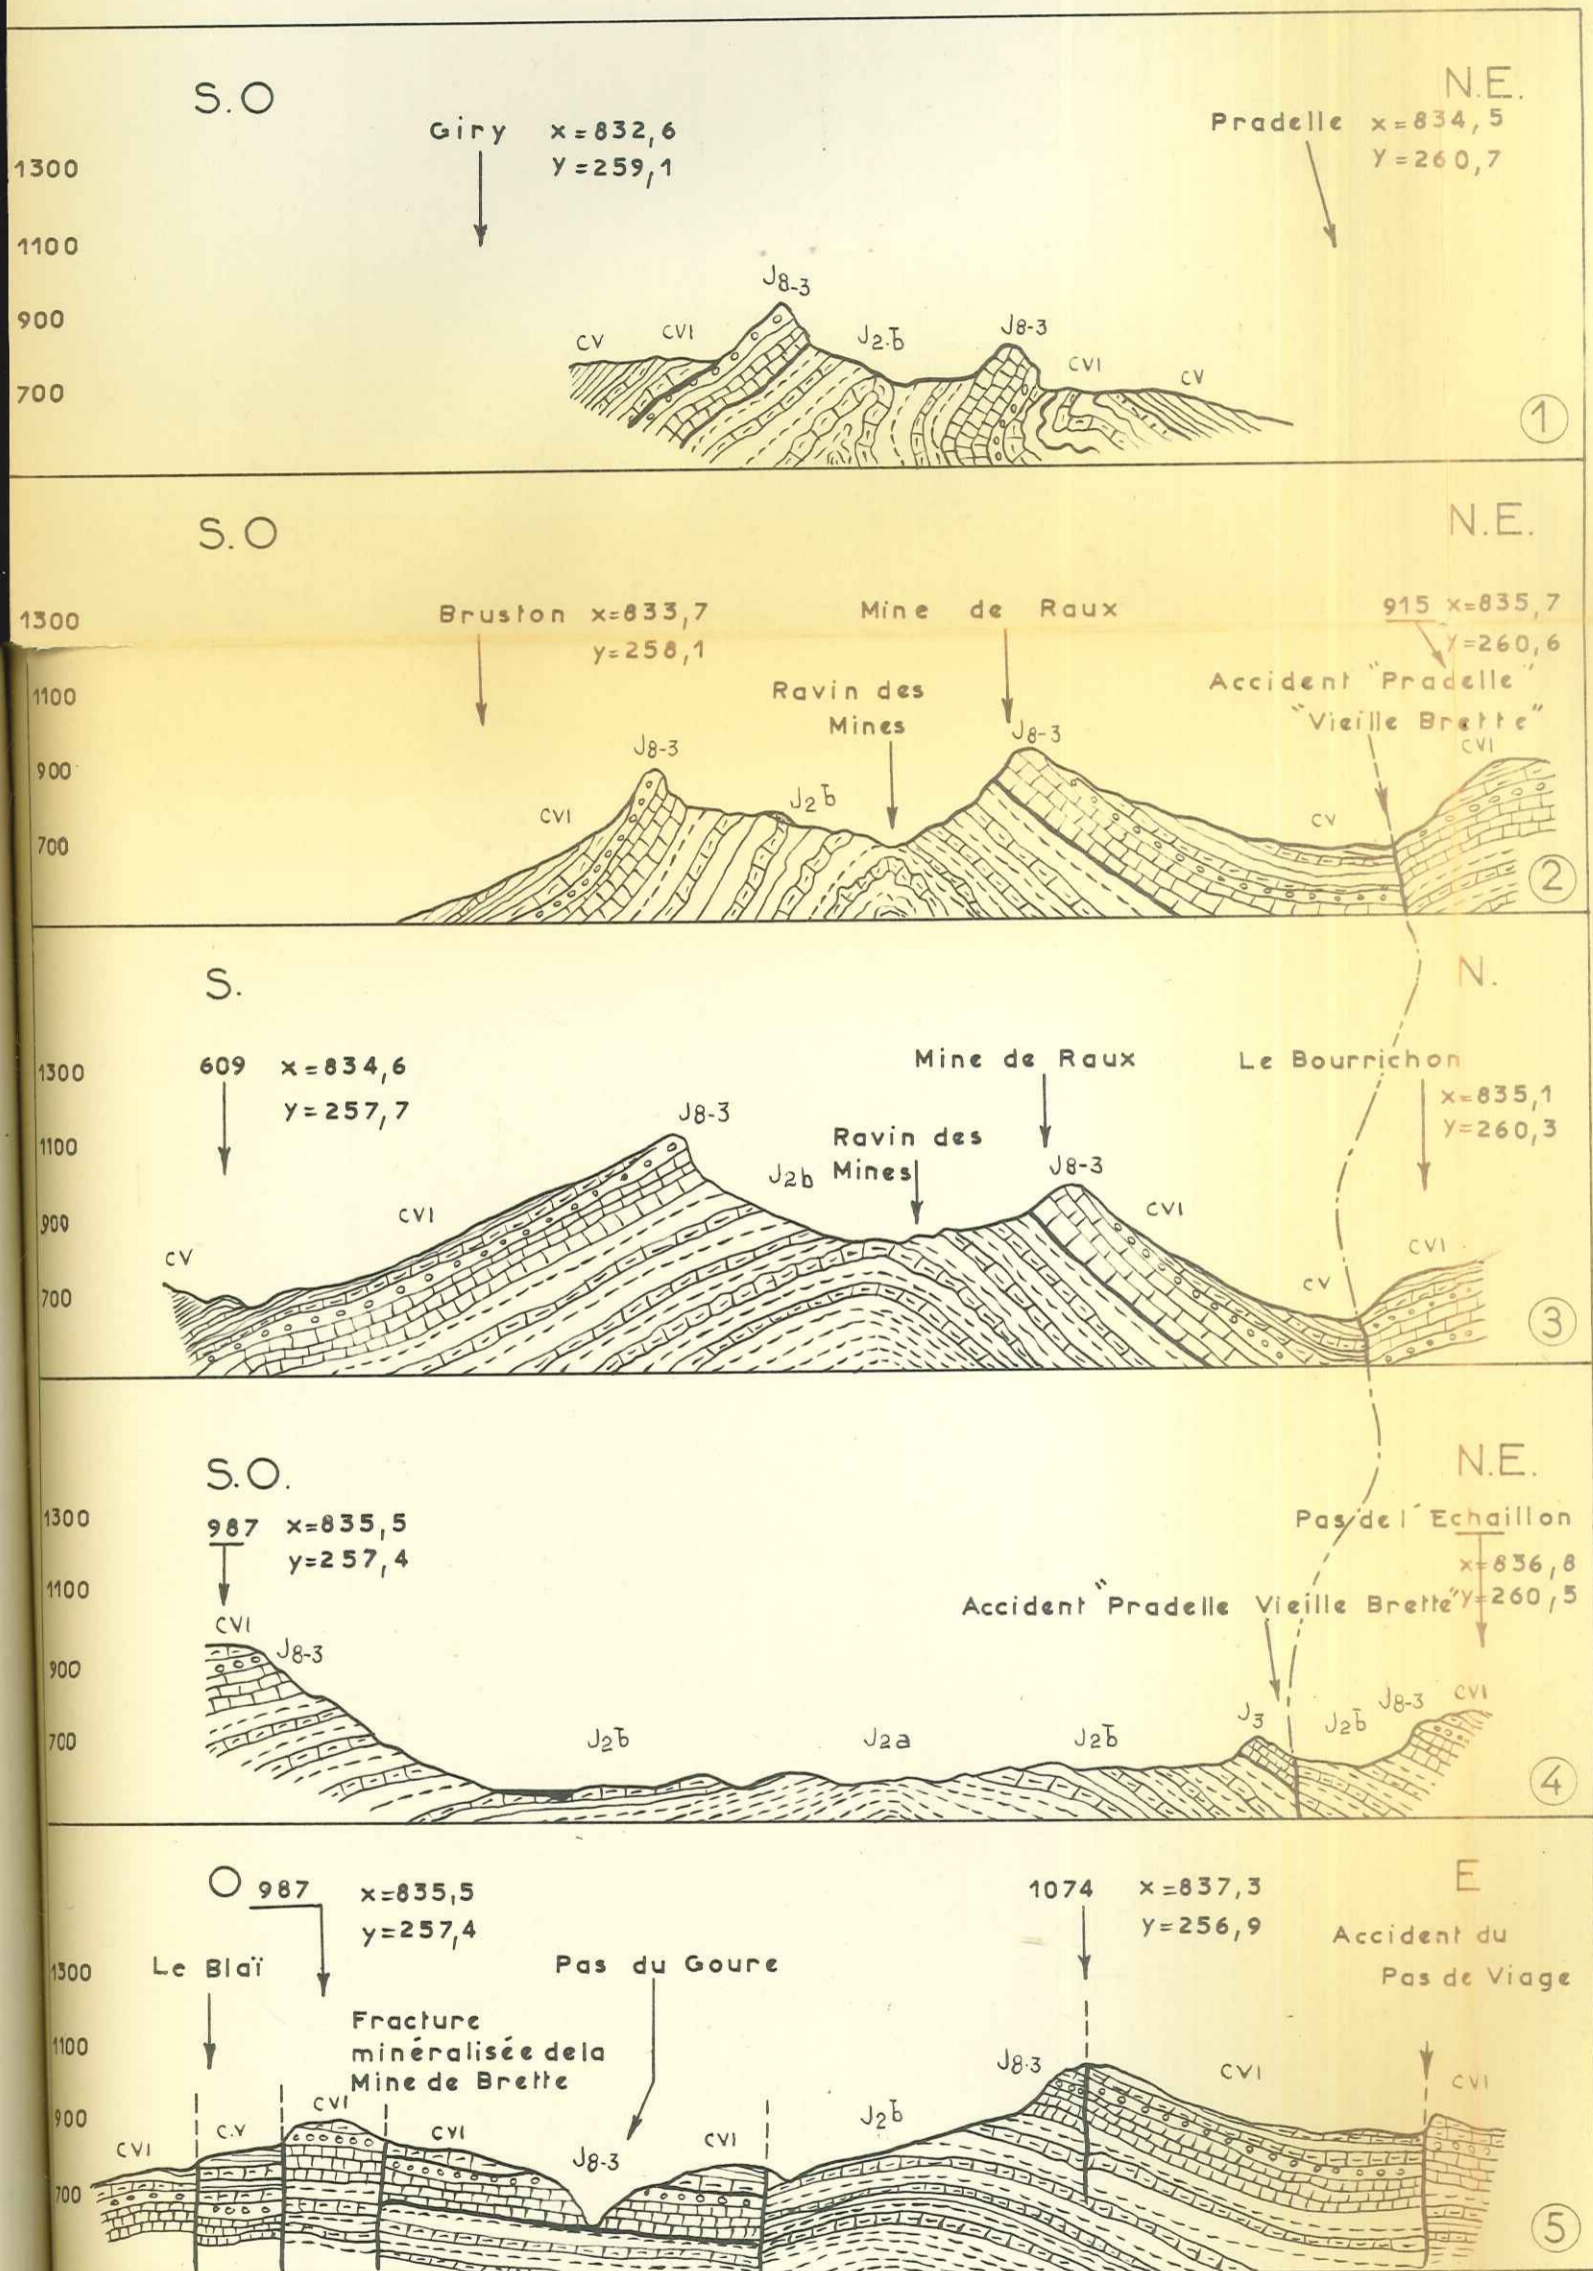 S.O
N.E.
Giry x=832,6
y=259,1
Pradelle x=834,5
y=260,7
1300
1100
900
700
J8-3
CV
CVI
J2-b̅
J8-3
CVI
CV
1
S.O
N.E.
Bruston x=833,7
y=258,1
Mine de Raux
915 x=835,7
y=260,6
Ravin des
Mines
Accident "Pradelle"
"Vieille Brette"
1300
1100
900
700
J8-3
CVI
J2b̅
J8-3
CV
CVI
2
S.
N.
609 x=834,6
y=257,7
Mine de Raux
Le Bourrichon
x=835,1
y=260,3
Ravin des
Mines
1300
1100
900
700
CV
CVI
J8-3
J2b
J8-3
CVI
CV
CVI
3
S.O.
N.E.
987 x=835,5
y=257,4
Pas de l'Echaillon
x=836,8
y=260,5
Accident "Pradelle Vieille Brette"
1300
1100
900
700
CVI
J8-3
J2b̅
J2a
J2b̅
J3
J2b̅
J8-3
CVI
4
O
E
987 x=835,5
y=257,4
1074 x=837,3
y=256,9
Accident du
Pas de Viage
Le Blaï
Pas du Goure
Fracture
minéralisée de la
Mine de Brette
1300
1100
900
700
CVI
C.V
CVI
CVI
J8-3
CVI
J2b̅
J8-3
CVI
CVI
5